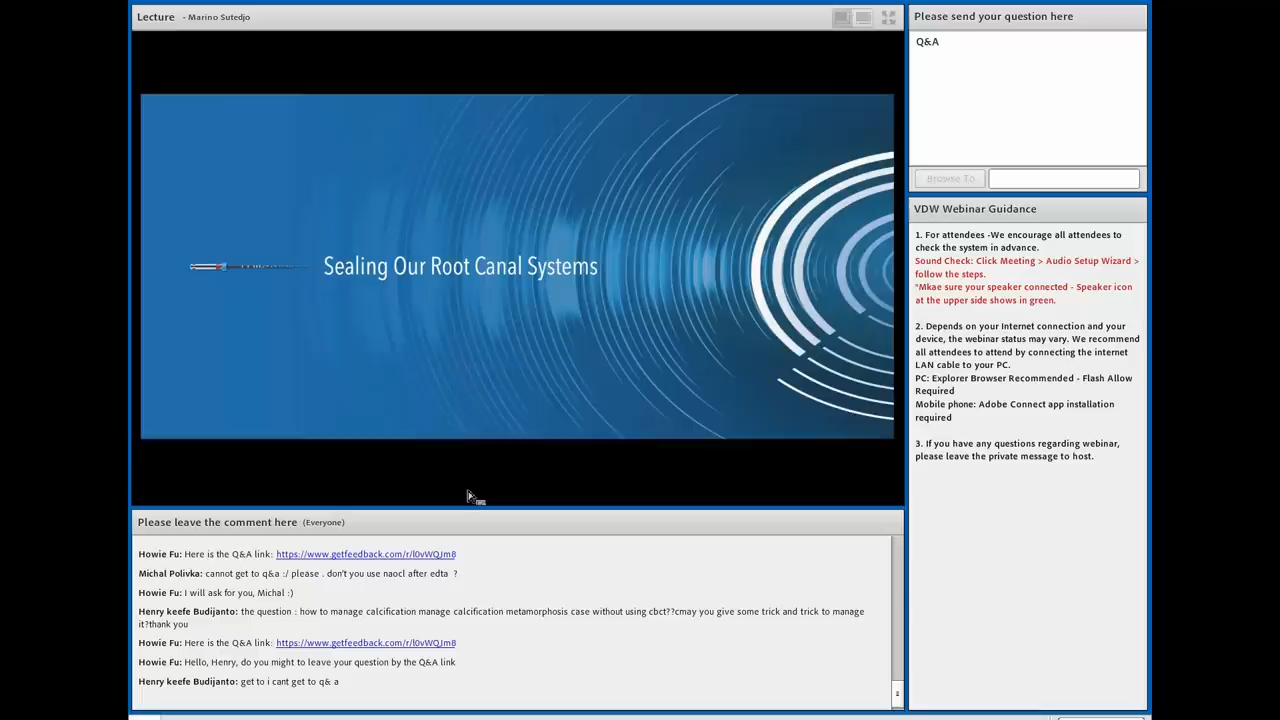 Lecture - Marino Sutedjo
Sealing Our Root Canal Systems
Please leave the comment here (Everyone)
Howie Fu: Here is the Q&A link: https://www.getfeedback.com/r/l0vWQJm8
Michal Polivka: cannot get to q&a :/ please . don't you use naocl after edta ?
Howie Fu: I will ask for you, Michal :)
Henry keefe Budijanto: the question : how to manage calcification manage calcification metamorphosis case without using cbct??cmay you give some trick and trick to manage
it?thank you
Howie Fu: Here is the Q&A link: https://www.getfeedback.com/r/l0vWQJm8
Howie Fu: Hello, Henry, do you might to leave your question by the Q&A link
Henry keefe Budijanto: get to i cant get to q& a
Please send your question here
Q&A
Browse To
VDW Webinar Guidance
1. For attendees -We encourage all attendees to
check the system in advance.
Sound Check: Click Meeting > Audio Setup Wizard >
follow the steps.
*Mkae sure your speaker connected - Speaker icon
at the upper side shows in green.
2. Depends on your Internet connection and your
device, the webinar status may vary. We recommend
all attendees to attend by connecting the internet
LAN cable to your PC.
PC: Explorer Browser Recommended - Flash Allow
Required
Mobile phone: Adobe Connect app installation
required
3. If you have any questions regarding webinar,
please leave the private message to host.